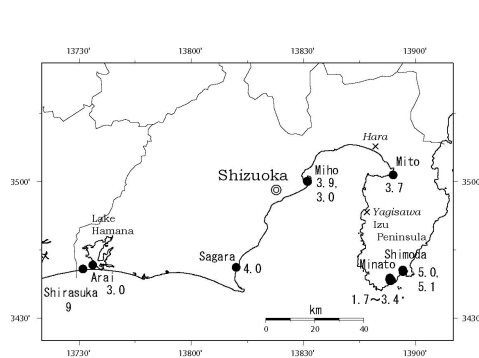 13730' 13800' 13830' 13900'
Hara
Miho
3.9,
3.0
Mito
3.7
3500' 3500'
Shizuoka
Yagisawa
Izu
Peninsula
Lake
Hamana
Sagara
4.0
Shimoda
5.0,
5.1
Minato
1.7～3.4
Arai
3.0
Shirasuka
9
km
0 20 40
3430' 3430'
13730' 13800' 13830' 13900'